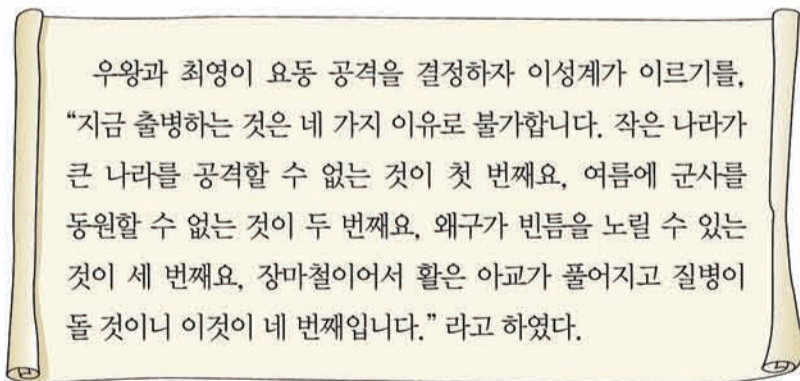 우왕과 최영이 요동 공격을 결정하자 이성계가 이르기를,
“지금 출병하는 것은 네 가지 이유로 불가합니다. 작은 나라가
큰 나라를 공격할 수 없는 것이 첫 번째요, 여름에 군사를
동원할 수 없는 것이 두 번째요, 왜구가 빈틈을 노릴 수 있는
것이 세 번째요, 장마철이어서 활은 아교가 풀어지고 질병이
돌 것이니 이것이 네 번째입니다.” 라고 하였다.